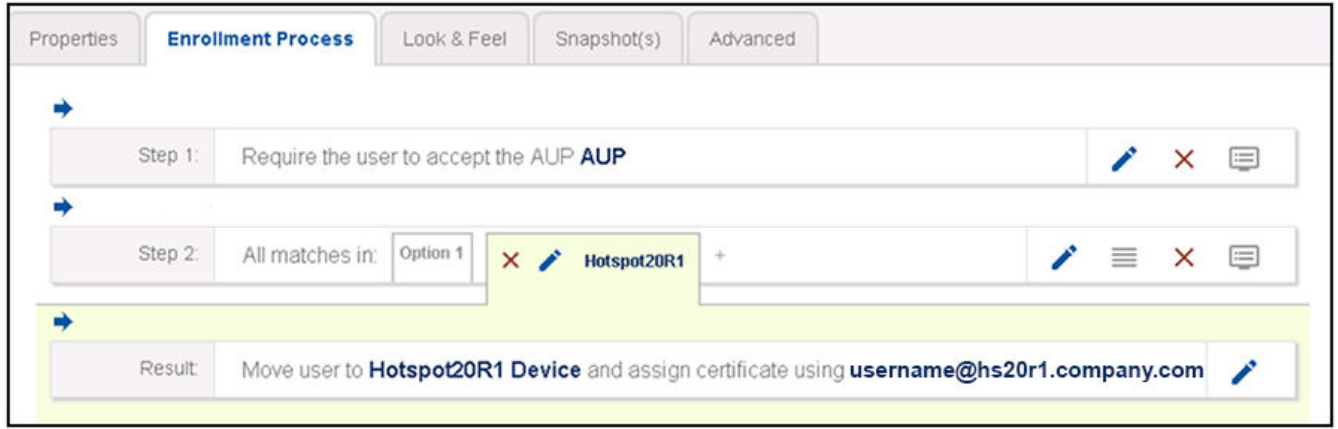 Properties Enrollment Process Look & Feel Snapshot(s) Advanced
Step 1: Require the user to accept the AUP AUP
Step 2: All matches in: Option 1 Hotspot20R1 +
Result: Move user to Hotspot20R1 Device and assign certificate using username@hs20r1.company.com